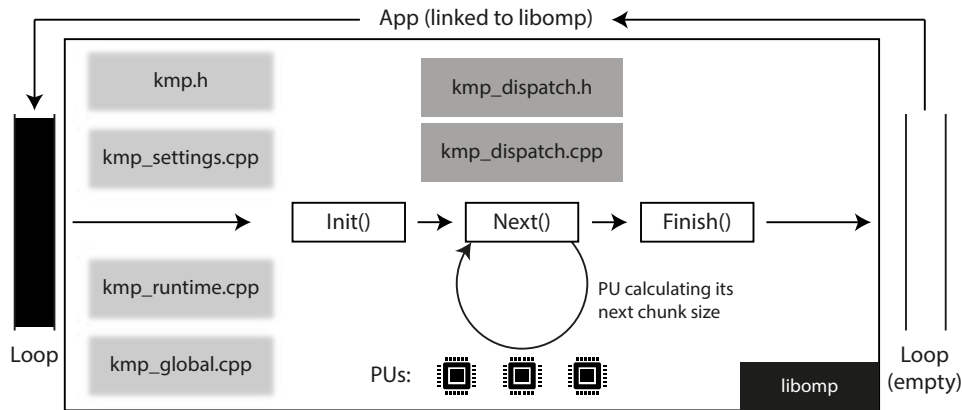 App (linked to libomp)
kmp.h
kmp_settings.cpp
kmp_dispatch.h
kmp_dispatch.cpp
Init()
Next()
Finish()
kmp_runtime.cpp
kmp_global.cpp
PU calculating its
next chunk size
PUs:
libomp
Loop
Loop
(empty)